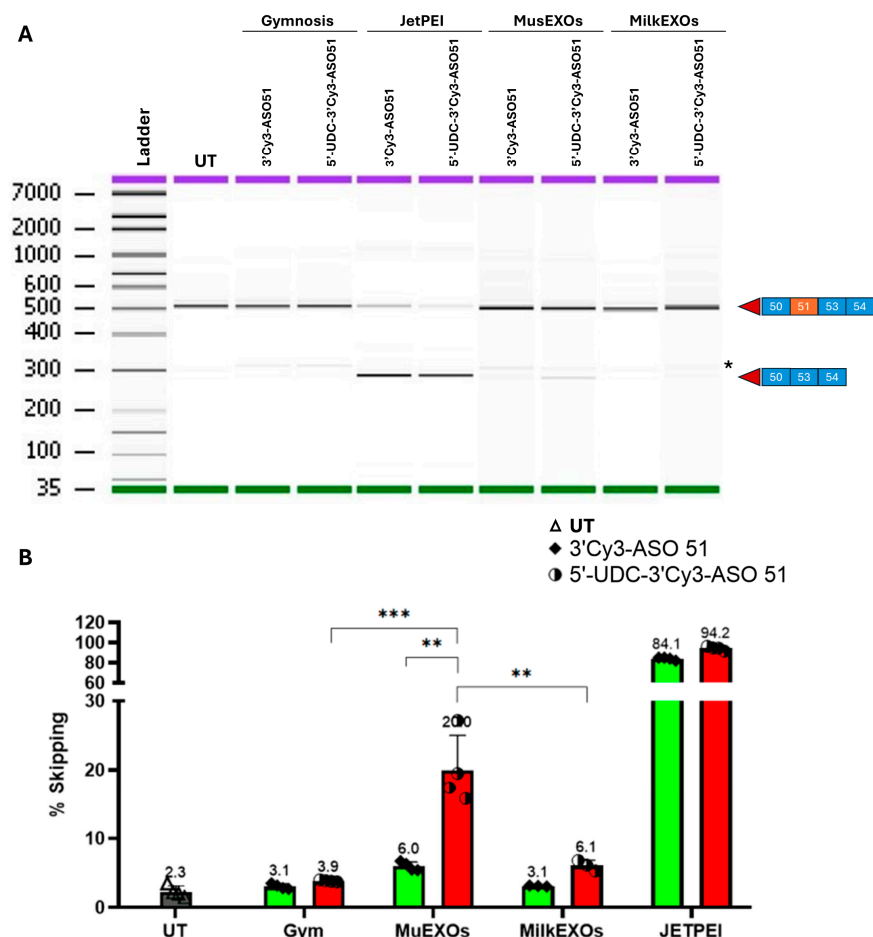 A
Gymnosis
JetPEI
MusEXOs
MilkEXOs
Ladder
UT
3'Cy3-ASO51
5'-UDC-3'Cy3-ASO51
3'Cy3-ASO51
5'-UDC-3'Cy3-ASO51
3'Cy3-ASO51
5'-UDC-3'Cy3-ASO51
3'Cy3-ASO51
5'-UDC-3'Cy3-ASO51
7000
2000
1000
600
500
50 51 53 54
400
300
*
50 53 54
200
100
35
B
UT
3'Cy3-ASO 51
5'-UDC-3'Cy3-ASO 51
% Skipping
120
100
80
60
30
20
10
0
***
**
**
2.3
3.1
3.9
6.0
20.0
3.1
6.1
84.1
94.2
UT
Gym
MuEXOs
MilkEXOs
JETPEI